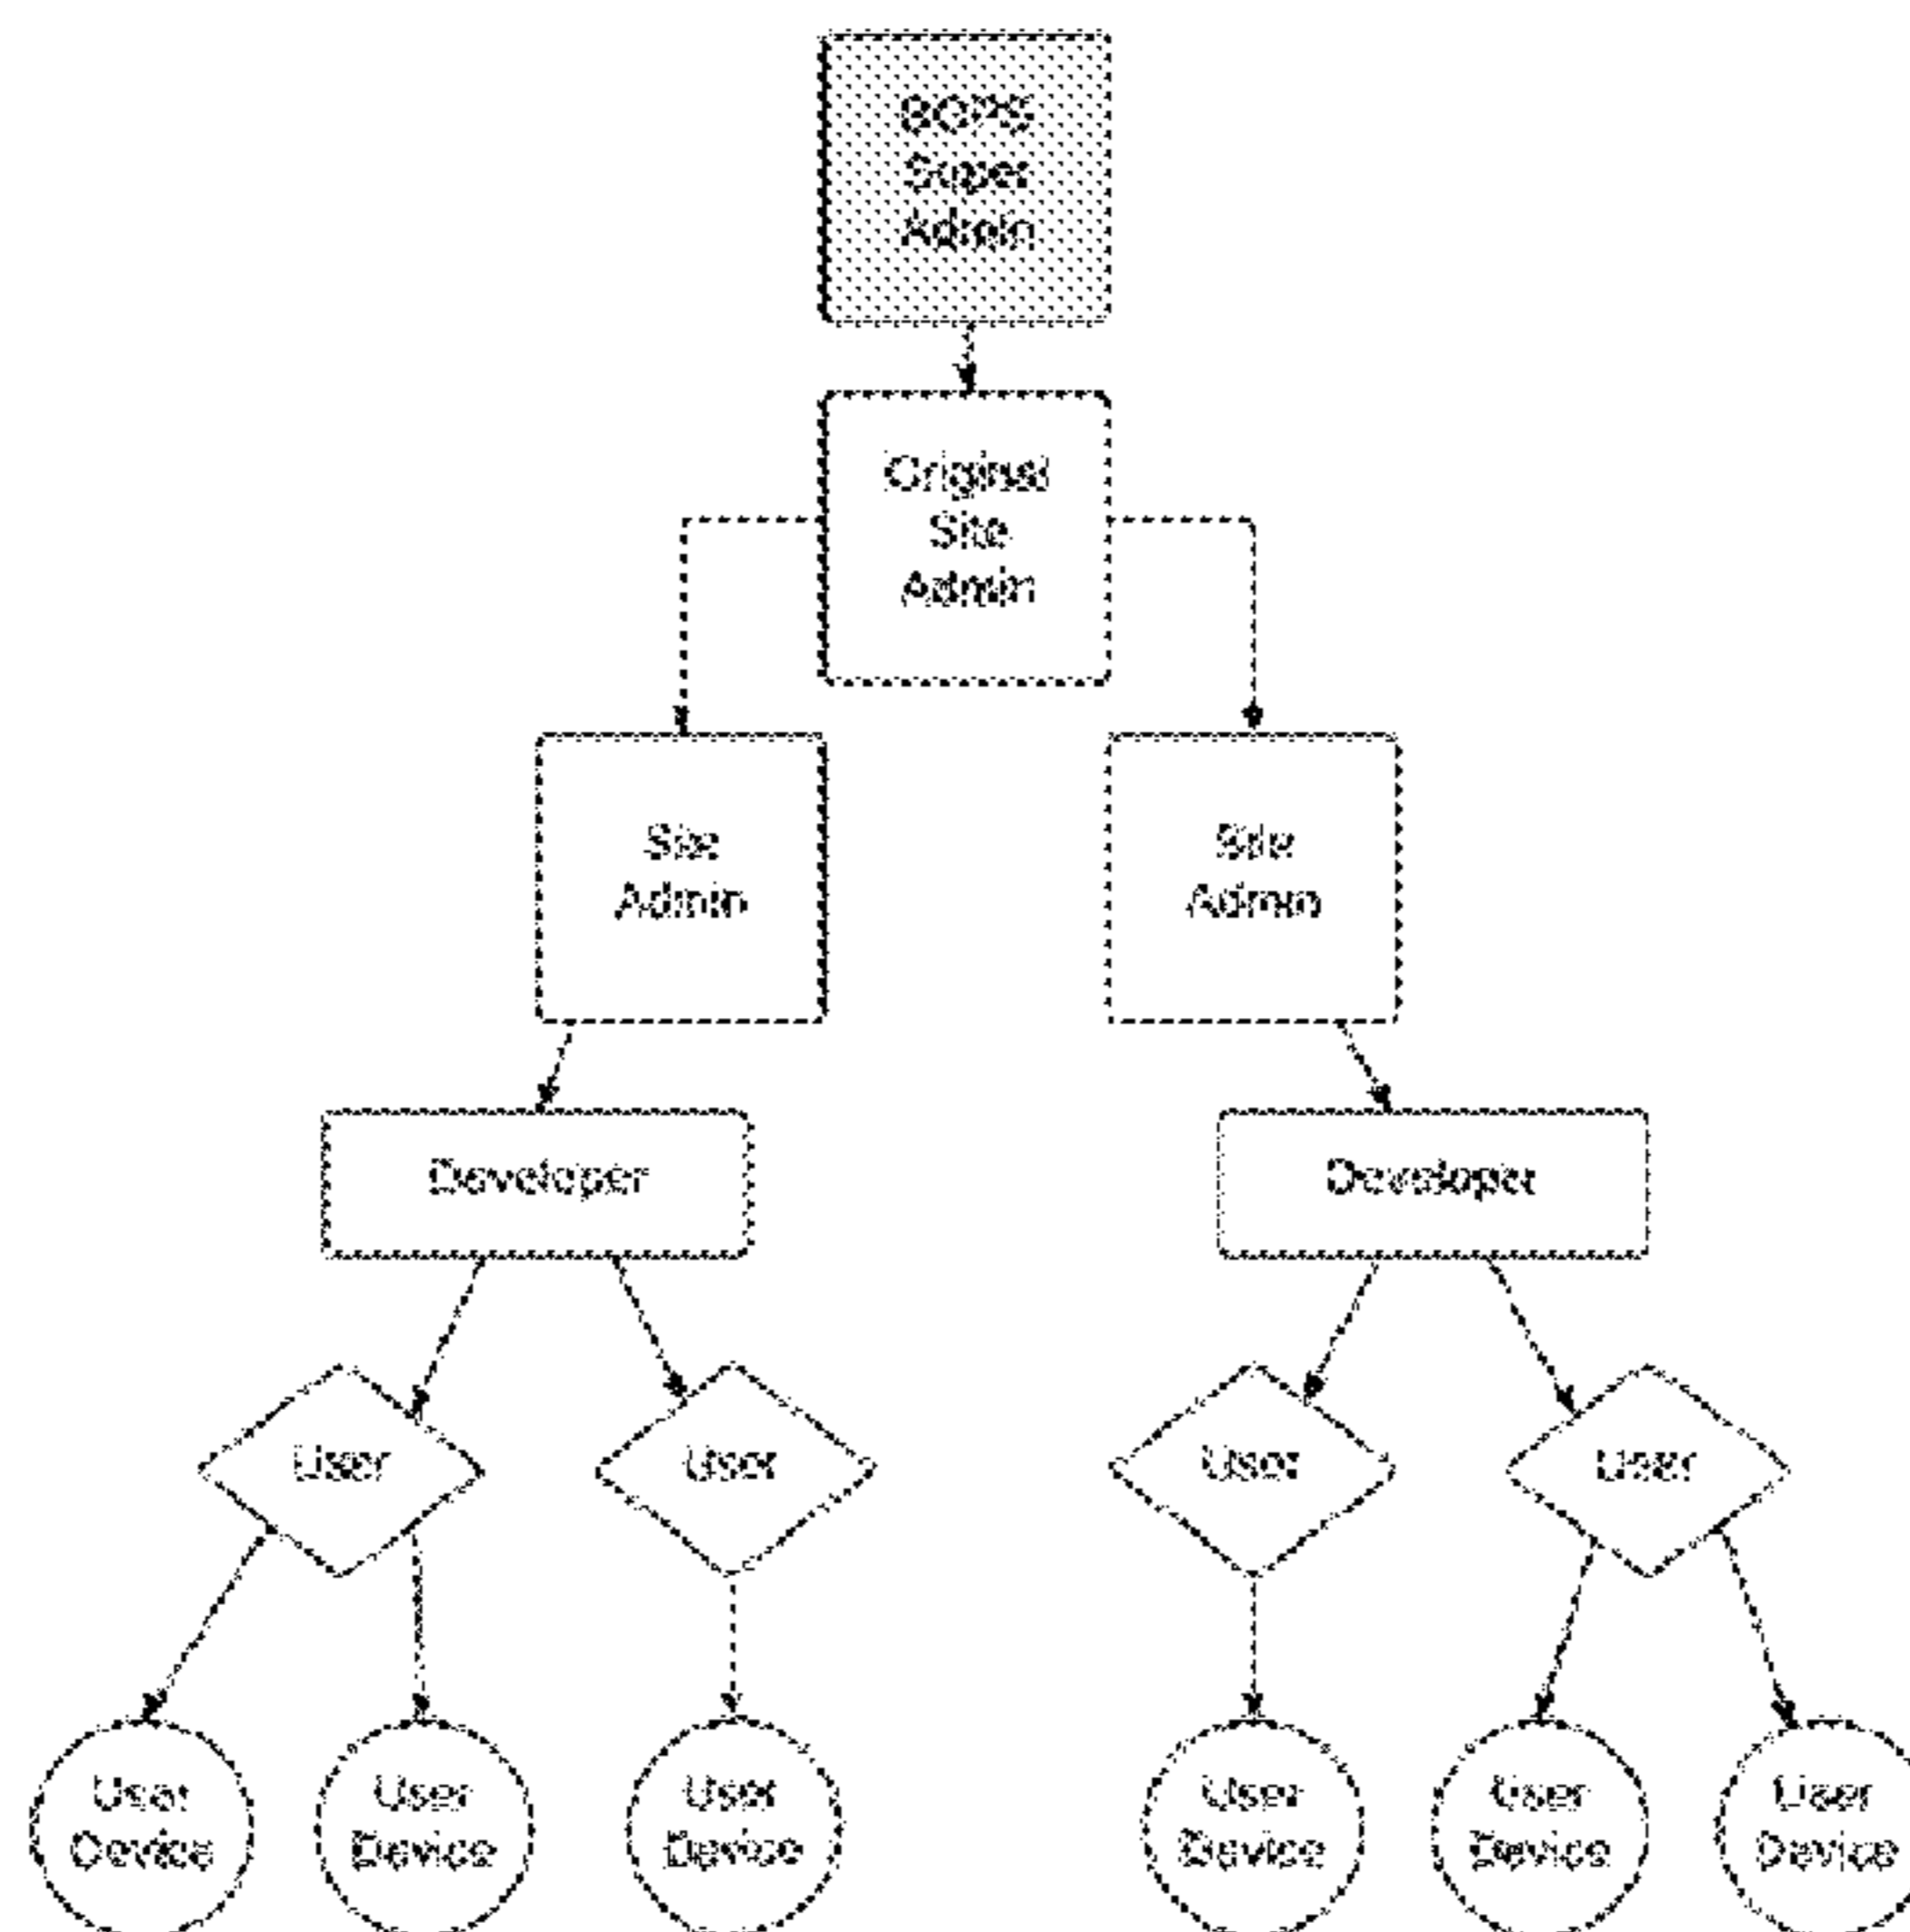 BOPS
Super
Admin
Original
Site
Admin
Site
Admin
Site
Admin
Developer
Developer
User
User
User
User
User
Device
User
Device
User
Device
User
Device
User
Device
User
Device